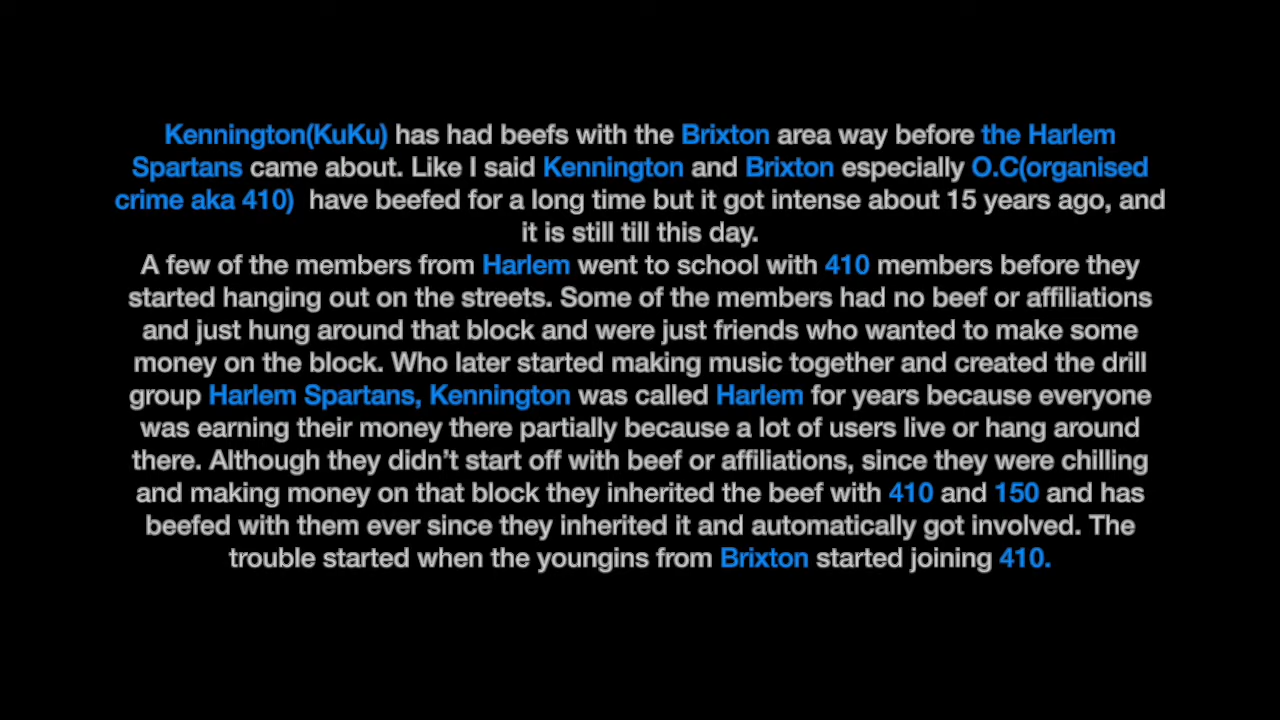 Kennington(KuKu) has had beefs with the Brixton area way before the Harlem
Spartans came about. Like I said Kennington and Brixton especially O.C(organised
crime aka 410)  have beefed for a long time but it got intense about 15 years ago, and
it is still till this day.
A few of the members from Harlem went to school with 410 members before they
started hanging out on the streets. Some of the members had no beef or affiliations
and just hung around that block and were just friends who wanted to make some
money on the block. Who later started making music together and created the drill
group Harlem Spartans, Kennington was called Harlem for years because everyone
was earning their money there partially because a lot of users live or hang around
there. Although they didn’t start off with beef or affiliations, since they were chilling
and making money on that block they inherited the beef with 410 and 150 and has
beefed with them ever since they inherited it and automatically got involved. The
trouble started when the youngins from Brixton started joining 410.